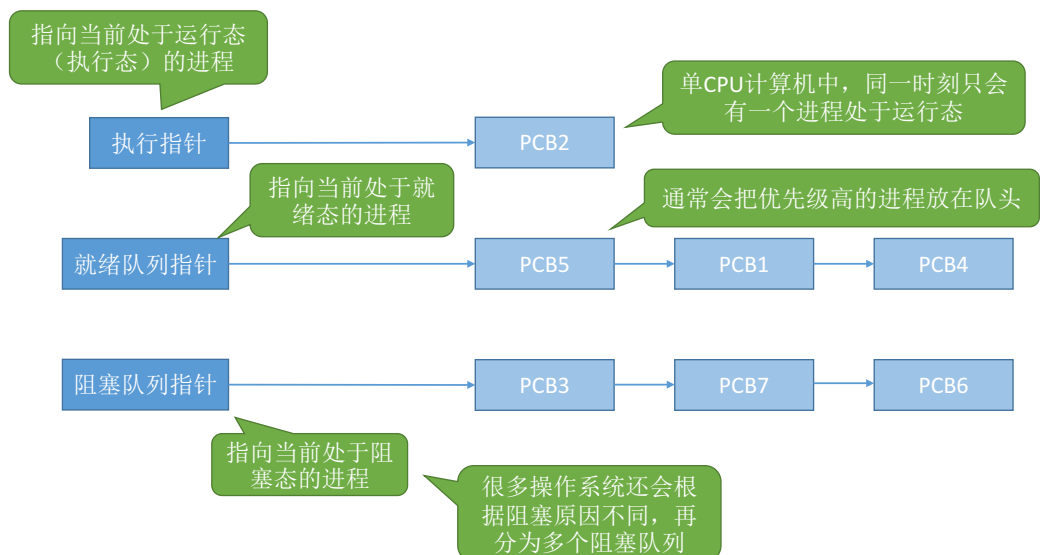 指向当前处于运行态
（执行态）的进程
单CPU计算机中，同一时刻只会
有一个进程处于运行态
执行指针
PCB2
指向当前处于就
绪态的进程
通常会把优先级高的进程放在队头
就绪队列指针
PCB5
PCB1
PCB4
阻塞队列指针
PCB3
PCB7
PCB6
指向当前处于阻
塞态的进程
很多操作系统还会根
据阻塞原因不同，再
分为多个阻塞队列